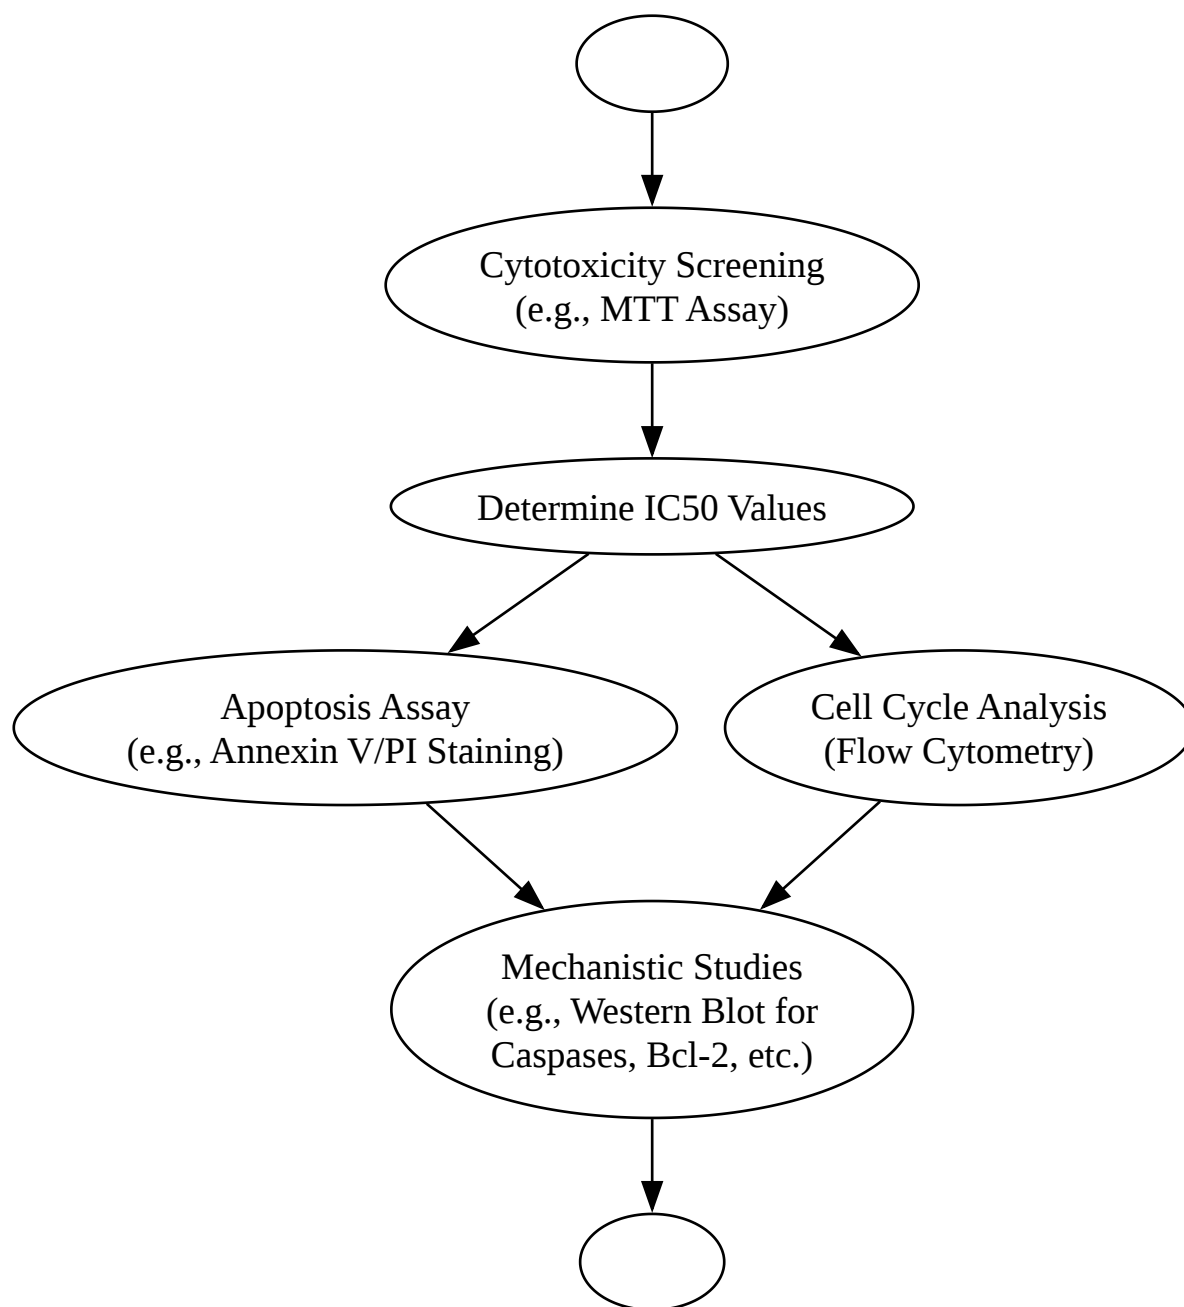 Cytotoxicity Screening
(e.g., MTT Assay)
Determine IC50 Values
Apoptosis Assay
(e.g., Annexin V/PI Staining)
Cell Cycle Analysis
(Flow Cytometry)
Mechanistic Studies
(e.g., Western Blot for
Caspases, Bcl-2, etc.)